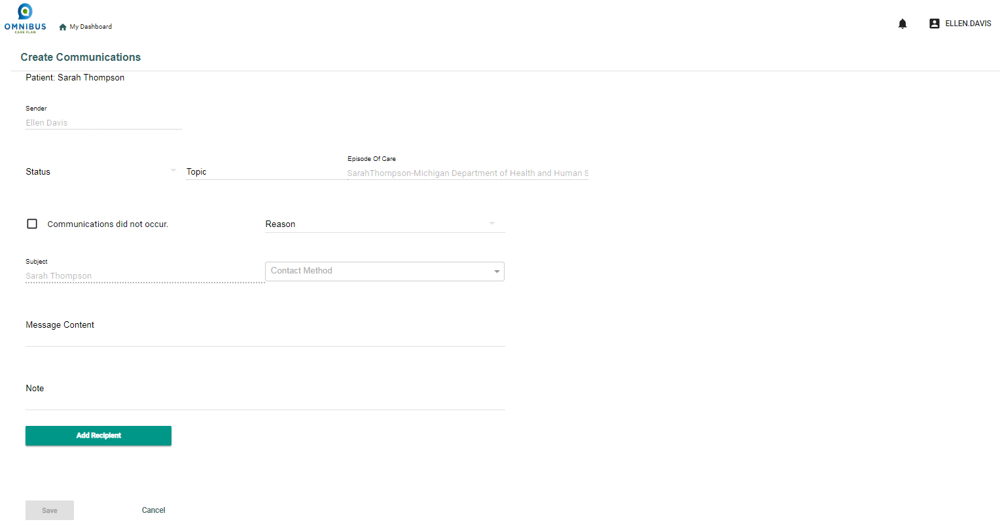 OMNIBUS
CARE PLAN
My Dashboard
ELLEN.DAVIS
Create Communications
Patient: Sarah Thompson
Sender
Ellen Davis
Episode Of Care
Status
Topic
SarahThompson-Michigan Department of Health and Human S
Communications did not occur.
Reason
Subject
Sarah Thompson
Contact Method
Message Content
Note
Add Recipient
Save
Cancel